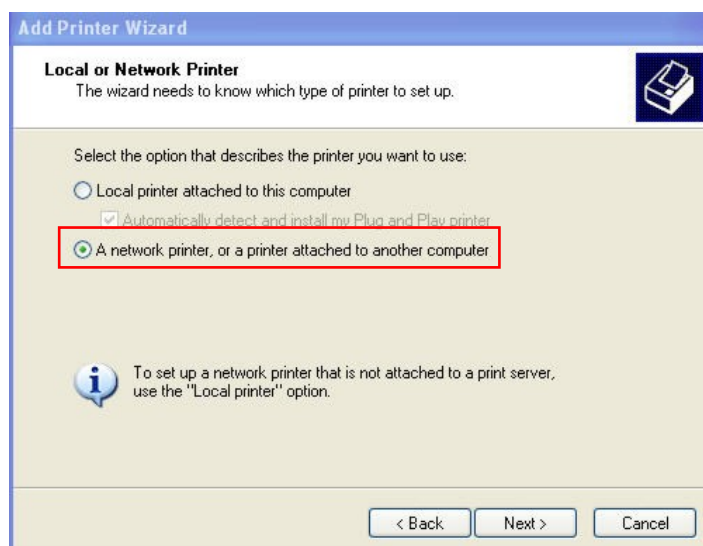 Add Printer Wizard
Local or Network Printer
The wizard needs to know which type of printer to set up.
Select the option that describes the printer you want to use:
Local printer attached to this computer
Automatically detect and install my Plug and Play printer
A network printer, or a printer attached to another computer
To set up a network printer that is not attached to a print server,
use the "Local printer" option.
< Back Next > Cancel